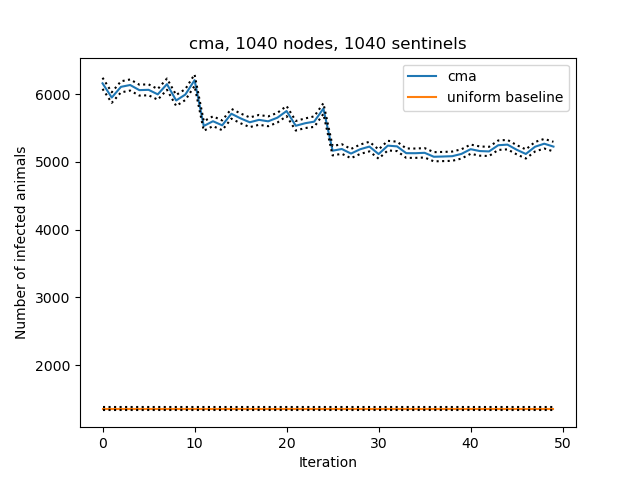 cma, 1040 nodes, 1040 sentinels
cma
uniform baseline
Number of infected animals
6000
5000
4000
3000
2000
0 10 20 30 40 50
Iteration